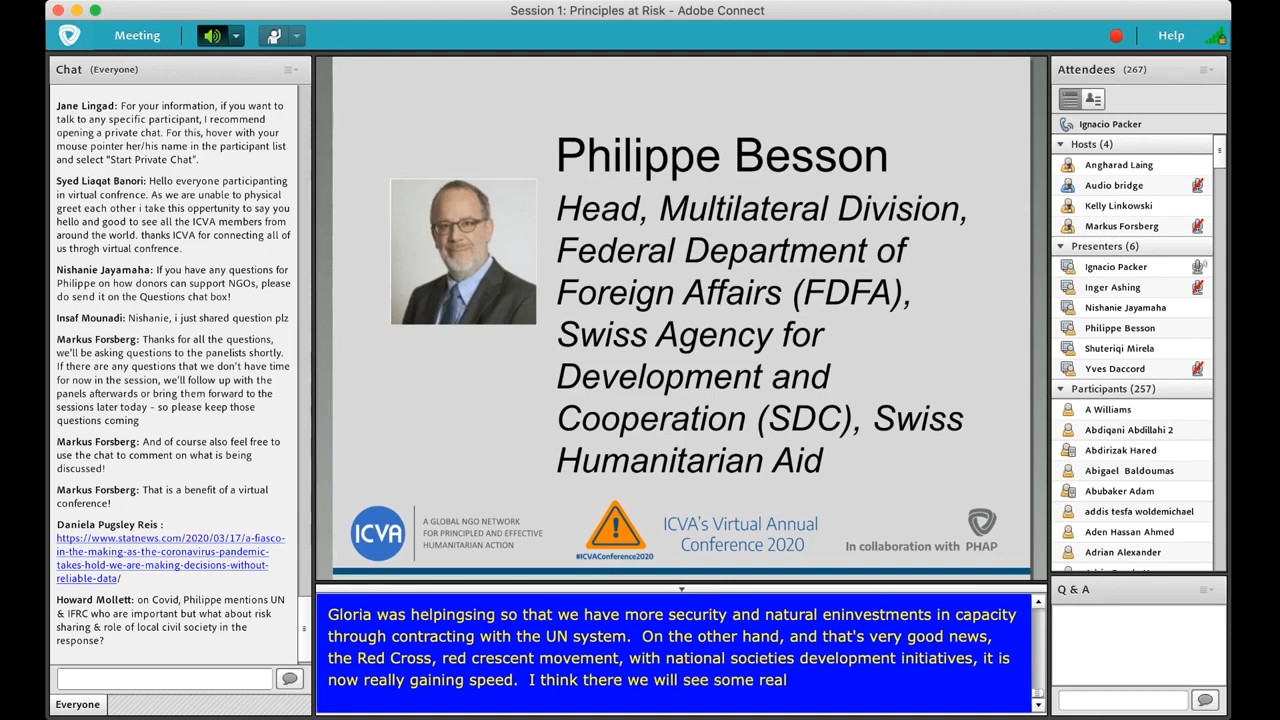 Session 1: Principles at Risk - Adobe Connect
Meeting
Help
Chat (Everyone)
Jane Lingad: For your information, if you want to
talk to any specific participant, I recommend
opening a private chat. For this, hover with your
mouse pointer her/his name in the participant list
and select "Start Private Chat".
Syed Liaqat Banori: Hello everyone participanting
in virtual conference. As we are unable to physical
greet each other i take this opportunity to say you
hello and good to see all the ICVA members from
around the world. thanks ICVA for connecting all of
us throgh virtual confrence.
Nishanie Jayamaha: If you have any questions for
Philippe on how donors can support NGOs, please
do send it on the Questions chat box!
Insaf Mounadi: Nishanie, i just shared question plz
Markus Forsberg: Thanks for all the questions,
we'll be asking questions to the panelists shortly.
If there are any questions that we don't have time
for now in the session, we'll follow up with the
panels afterwards or bring them forward to the
sessions later today - so please keep those
questions coming
Markus Forsberg: And of course also feel free to
use the chat to comment on what is being
discussed!
Markus Forsberg: That is a benefit of a virtual
conference!
Daniela Pugsley Reis :
https://www.statnews.com/2020/03/17/a-fiasco-
in-the-making-as-the-coronavirus-pandemic-
takes-hold-we-are-making-decisions-without-
reliable-data/
Howard Mollett: on Covid, Philippe mentions UN
& IFRC who are important but what about risk
sharing & role of local civil society in the
response?
Everyone
Philippe Besson
Head, Multilateral Division,
Federal Department of
Foreign Affairs (FDFA),
Swiss Agency for
Development and
Cooperation (SDC), Swiss
Humanitarian Aid
ICVA
A GLOBAL NGO NETWORK
FOR PRINCIPLED AND EFFECTIVE
HUMANITARIAN ACTION
#ICVAConference2020
ICVA's Virtual Annual
Conference 2020
In collaboration with PHAP
Gloria was helpingsing so that we have more security and natural eninvestments in capacity
through contracting with the UN system.  On the other hand, and that's very good news,
the Red Cross, red crescent movement, with national societies development initiatives, it is
now really gaining speed.  I think there we will see some real
Attendees (267)
Ignacio Packer
Hosts (4)
Angharad Laing
Audio bridge
Kelly Linkowski
Markus Forsberg
Presenters (6)
Ignacio Packer
Inger Ashing
Nishanie Jayamaha
Philippe Besson
Shuteriqi Mirela
Yves Daccord
Participants (257)
A Williams
Abdiqani Abdillahi 2
Abdirizak Hared
Abigael Baldoumas
Abubaker Adam
addis tesfa woldemichael
Aden Hassan Ahmed
Adrian Alexander
Q & A